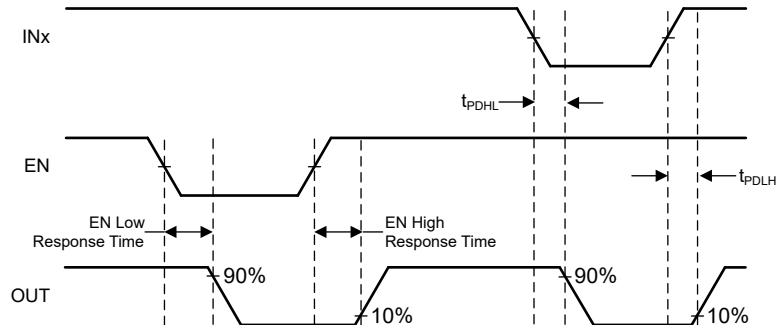 INx
tPDHL
EN
tPDLH
EN Low
Response Time
EN High
Response Time
90%
90%
OUT
10%
10%